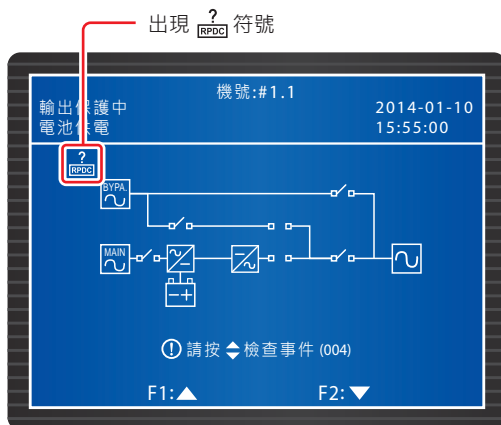 出現 ? RPDC 符號
機號:#1.1
輸出保護中
2014-01-10
電池供電
15:55:00
?
RPDC
BYPA.
MAIN
請按 檢查事件 (004)
F1: F2: